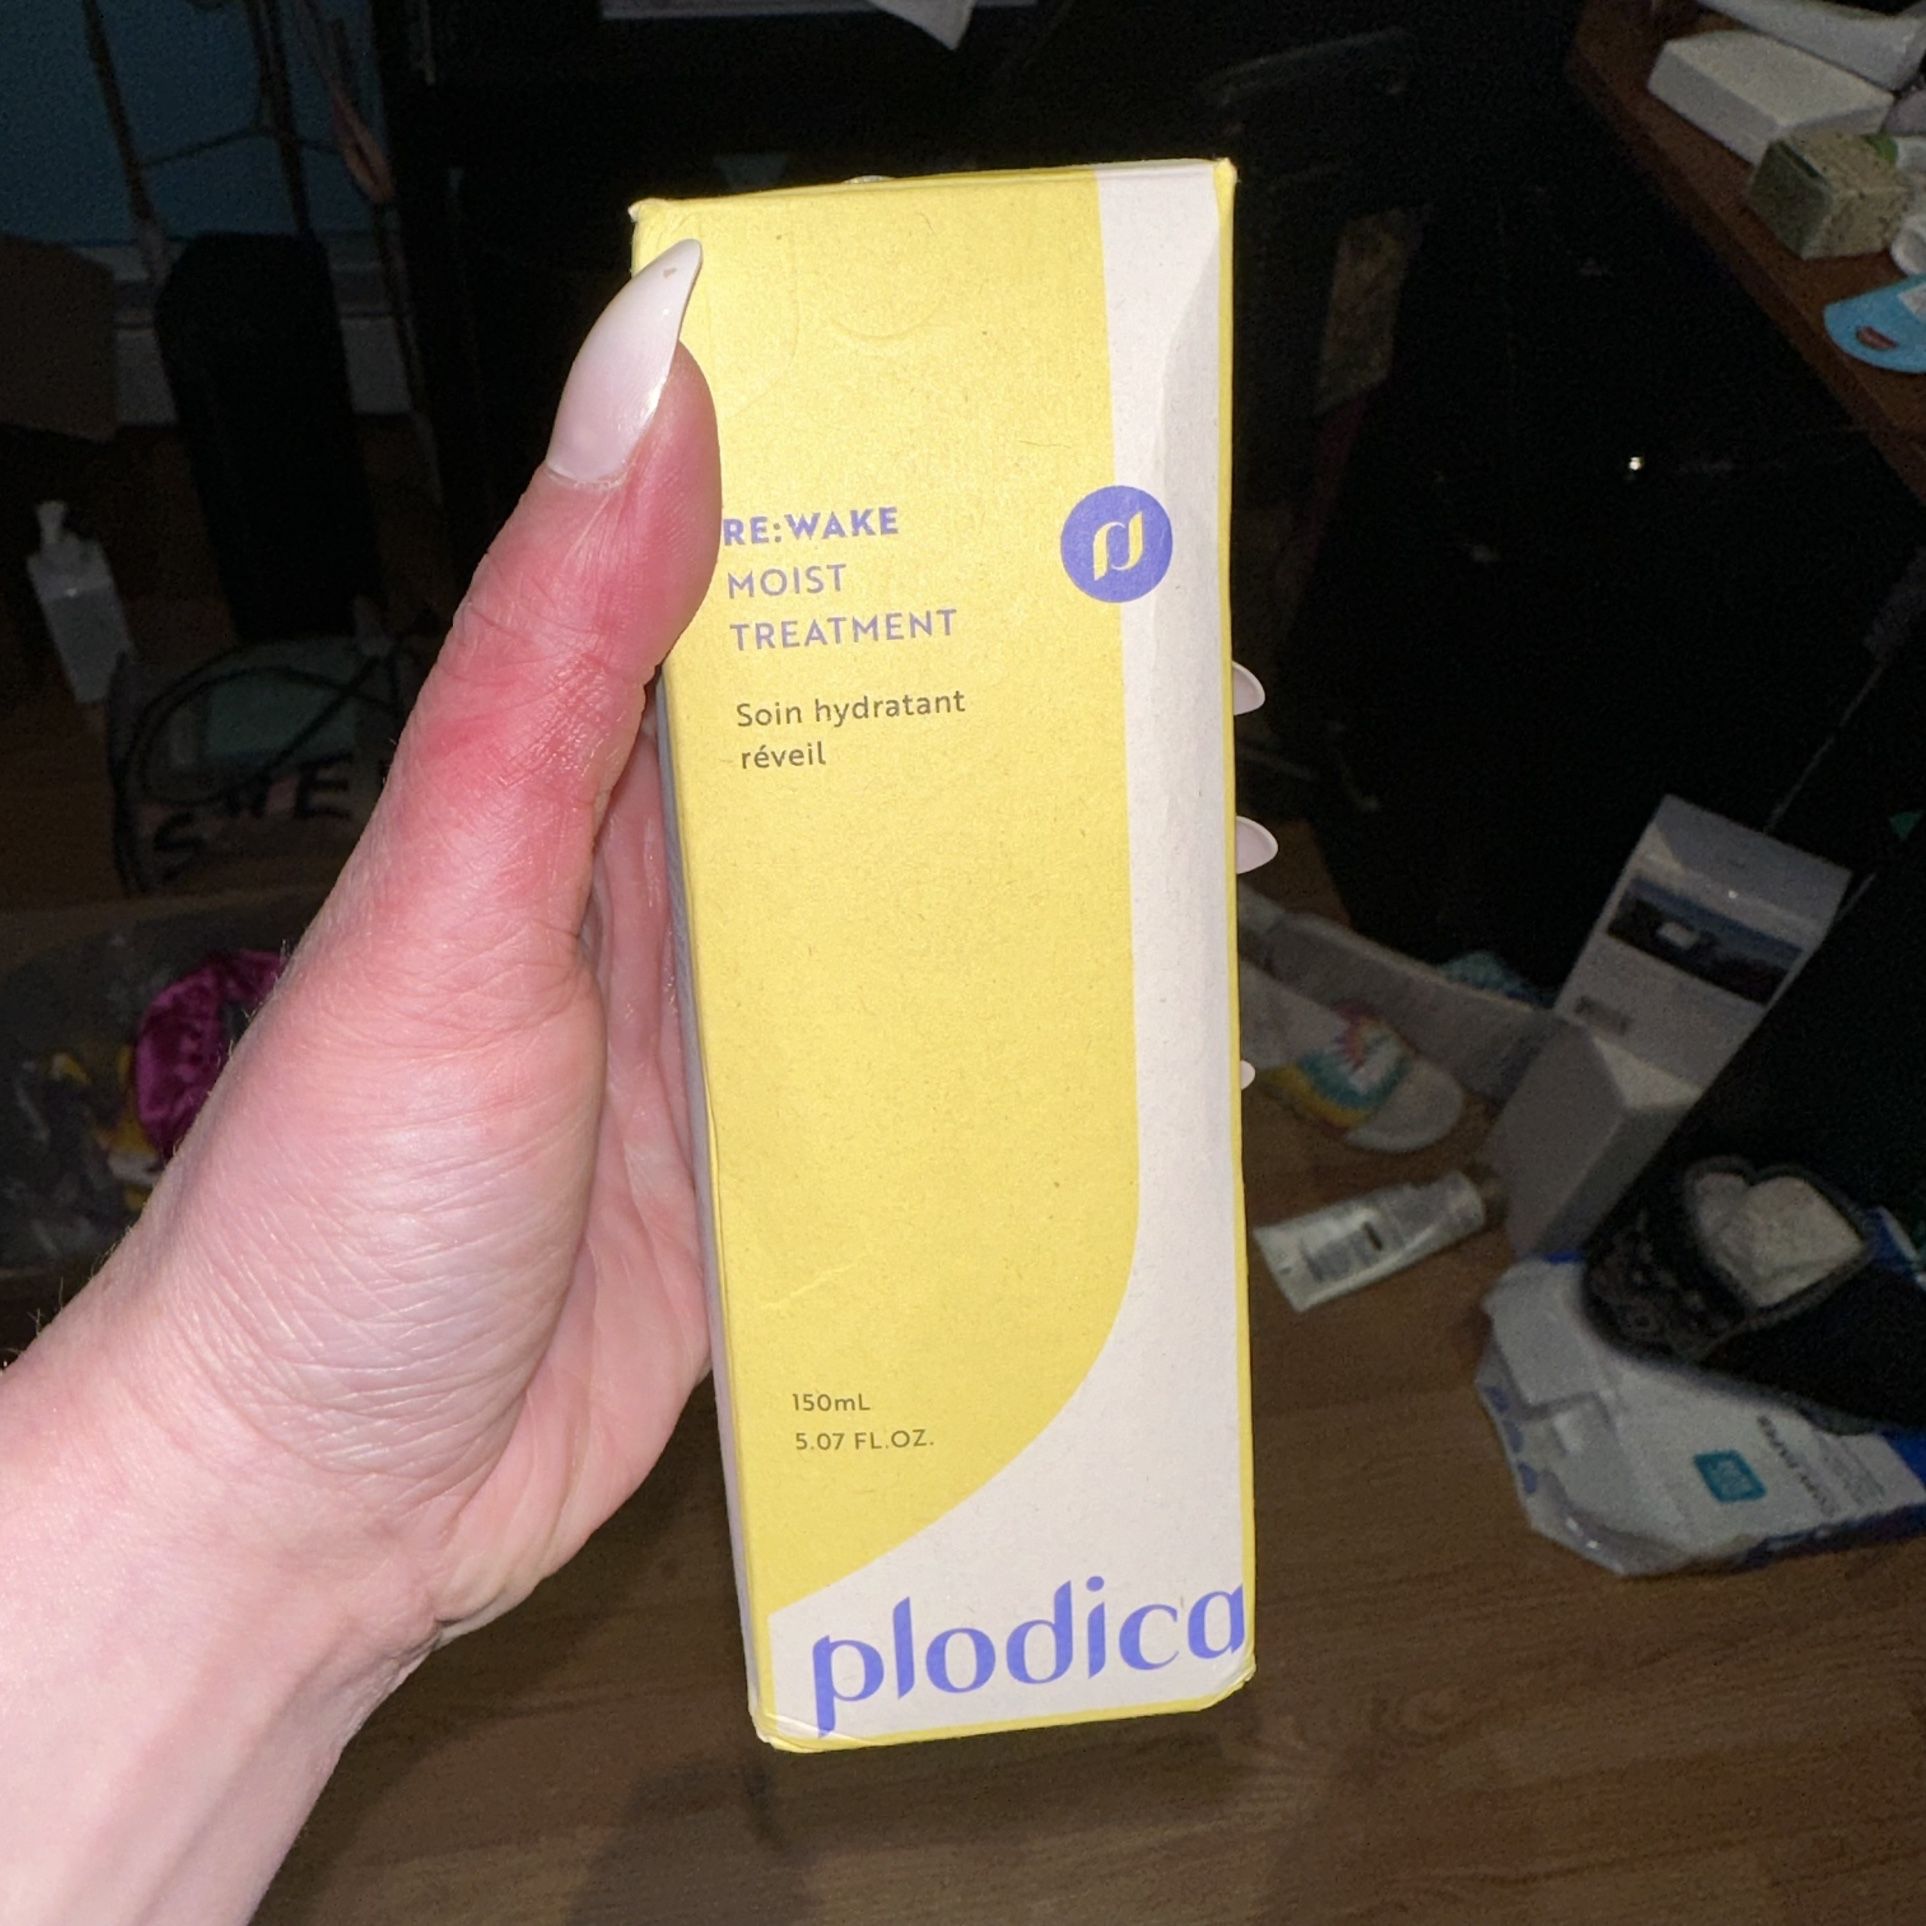 RE:WAKE
MOIST
TREATMENT
Soin hydratant
réveil
150mL
5.07 FL.OZ.
plodica